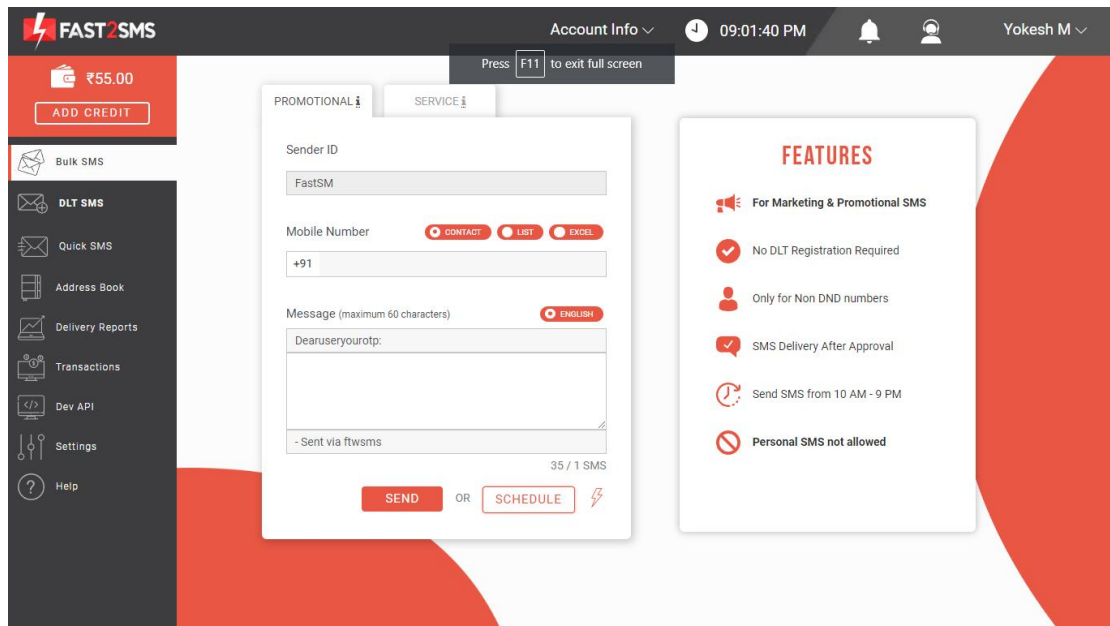 FAST2SMS
Account Info
09:01:40 PM
Yokesh M
Press F11 to exit full screen
₹55.00
ADD CREDIT
Bulk SMS
DLT SMS
Quick SMS
Address Book
Delivery Reports
Transactions
Dev API
Settings
Help
PROMOTIONAL i
SERVICE i
Sender ID
FastSM
Mobile Number
CONTACT
LIST
EXCEL
+91
Message (maximum 60 characters)
ENGLISH
Dearuseryourotp:
- Sent via ftwsms
35 / 1 SMS
SEND
OR
SCHEDULE
FEATURES
For Marketing & Promotional SMS
No DLT Registration Required
Only for Non DND numbers
SMS Delivery After Approval
Send SMS from 10 AM - 9 PM
Personal SMS not allowed